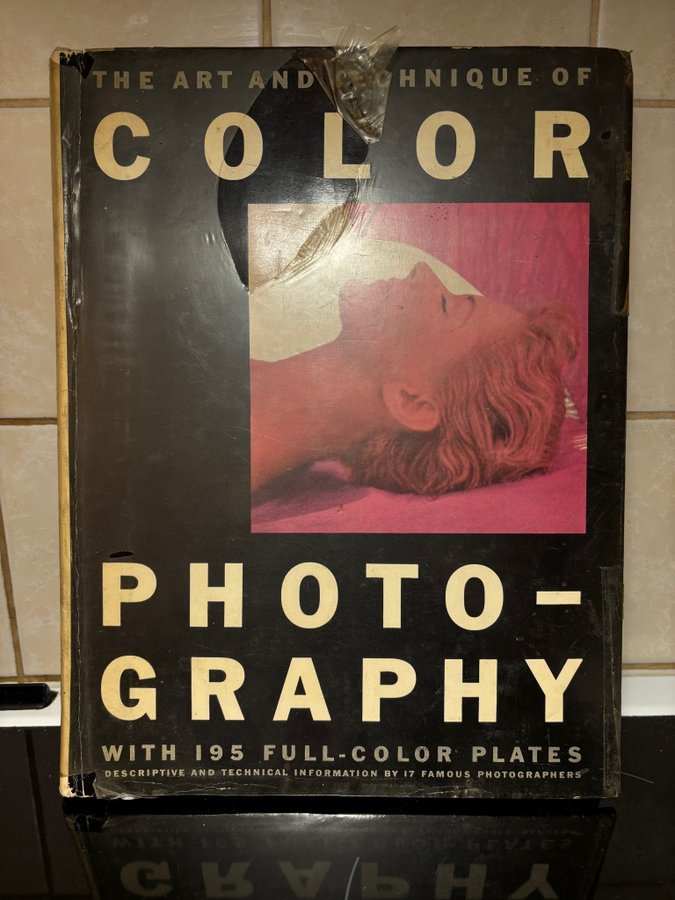 THE ART AND TECHNIQUE OF
COLOR
PHOTO-
GRAPHY
WITH 195 FULL-COLOR PLATES
DESCRIPTIVE AND TECHNICAL INFORMATION BY 17 FAMOUS PHOTOGRAPHERS